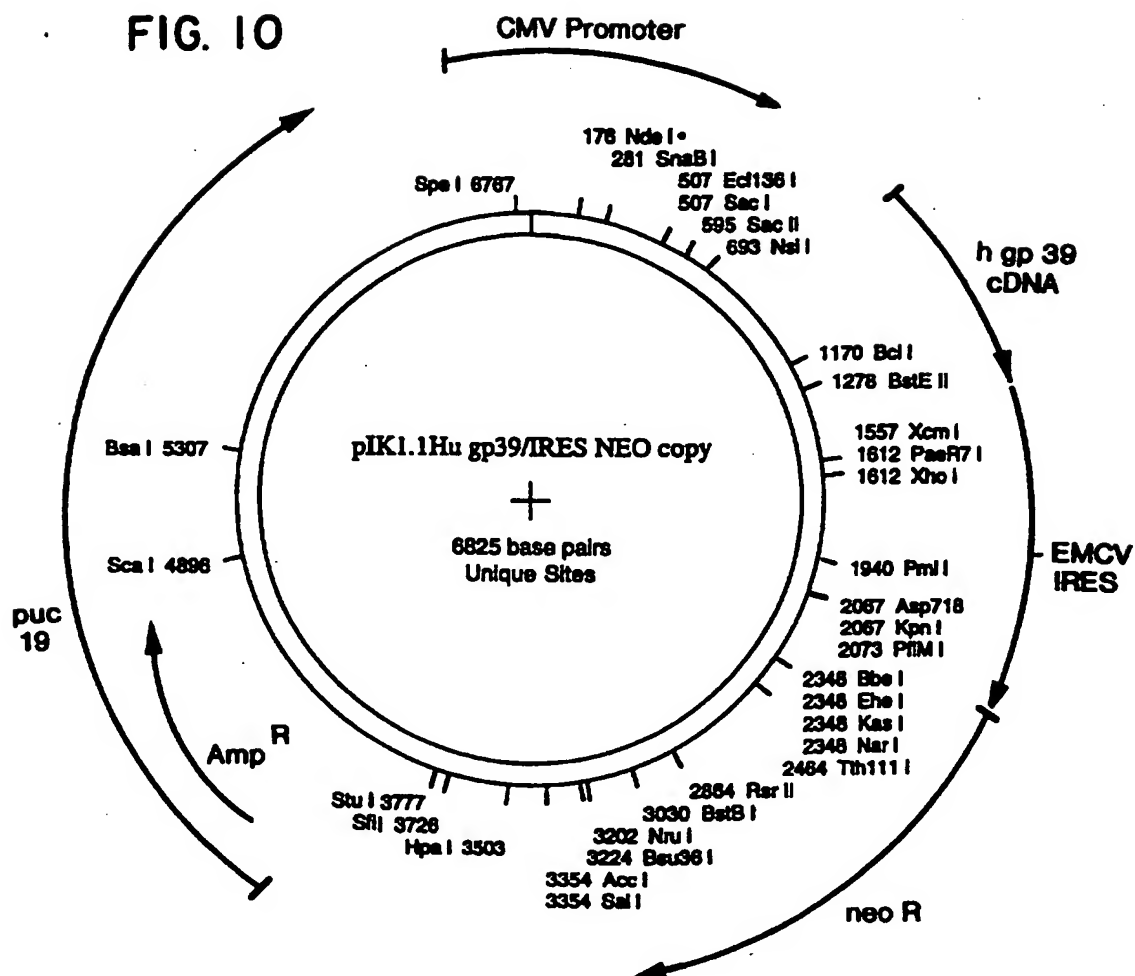 FIG. 10
CMV Promoter
176 Nde I
281 SnaB I
507 Ecl136 I
507 Sac I
595 Sac II
693 Nsi I
Spe I 6767
h gp 39
cDNA
1170 Bcl I
1278 BstE II
1557 Xcm I
1612 PaeR7 I
1612 Xho I
Bsa I 5307
pIK1.1Hu gp39/IRES NEO copy
6825 base pairs
Unique Sites
Sca I 4896
1940 Pml I
EMCV
IRES
2067 Asp718
2067 Kpn I
2073 PflM I
puc
19
2348 Bbe I
2348 Ehe I
2348 Kas I
2348 Nar I
2464 Tth111 I
Amp R
2864 Rsr II
3030 BstB I
3202 Nru I
3224 Bsu36 I
3354 Acc I
3354 Sal I
Stu I 3777
Sfi I 3726
Hpa I 3503
neo R